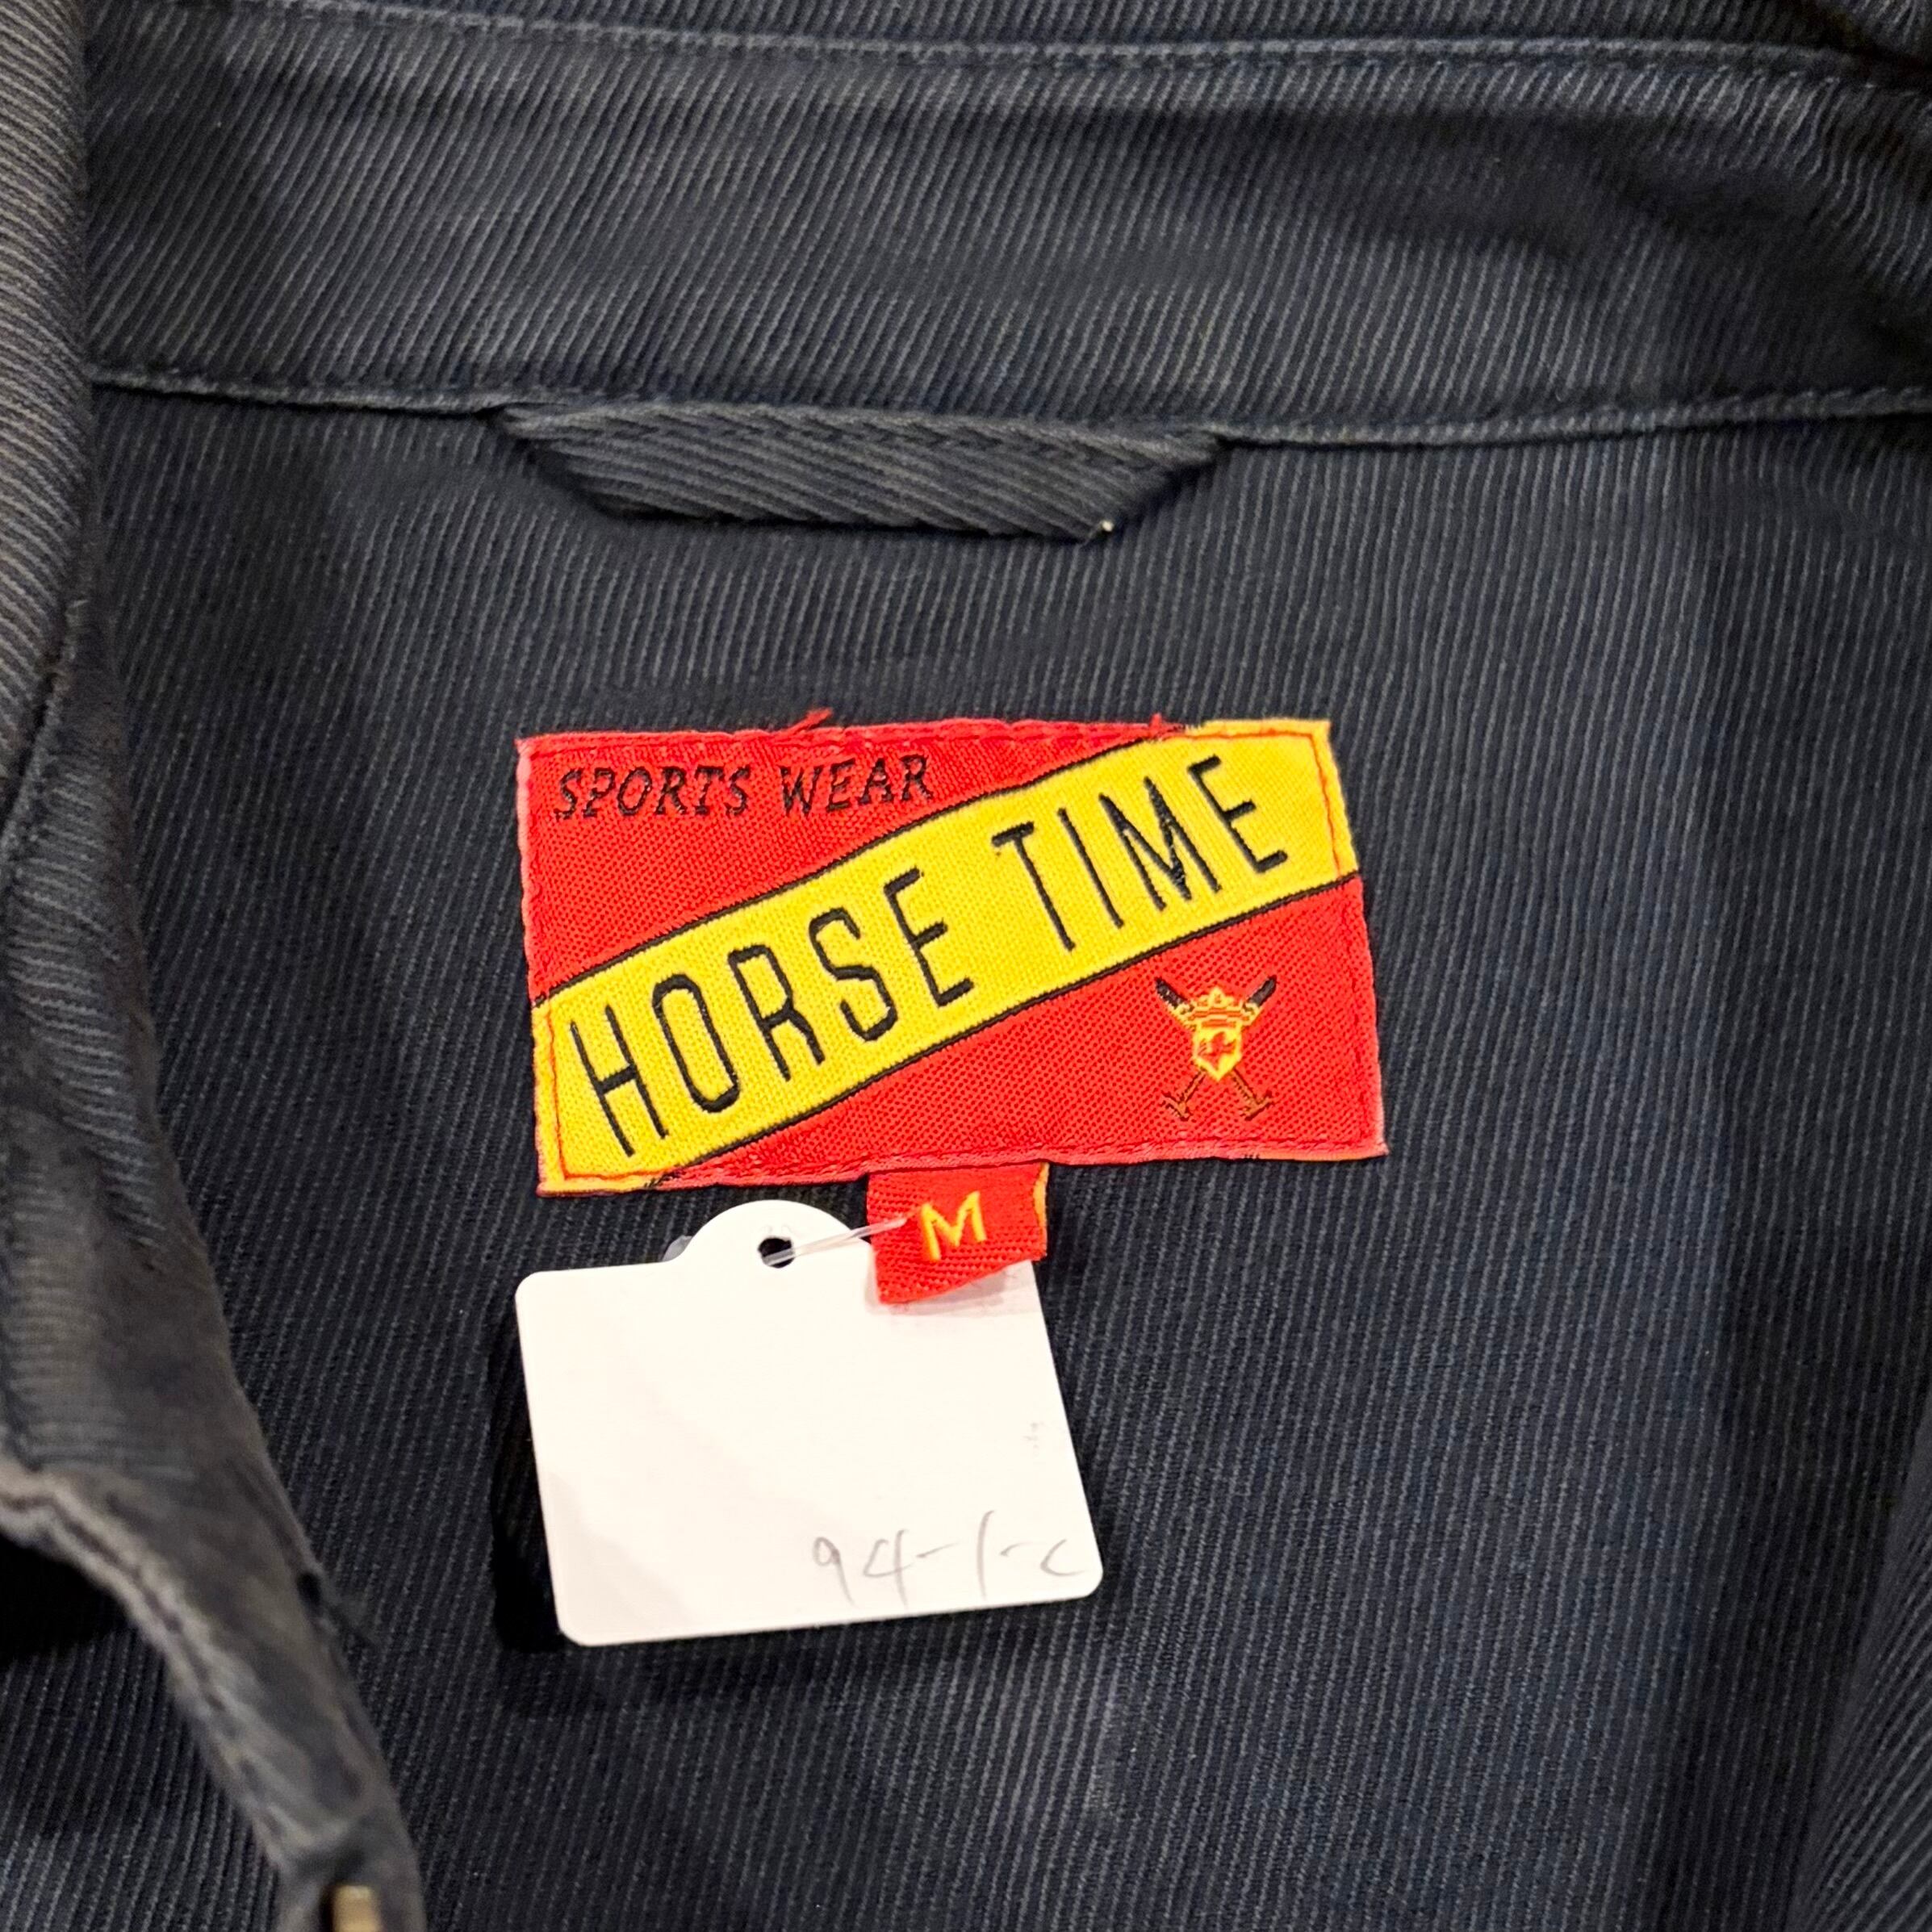 SPORTS WEAR
HORSE TIME
M
94-1-c